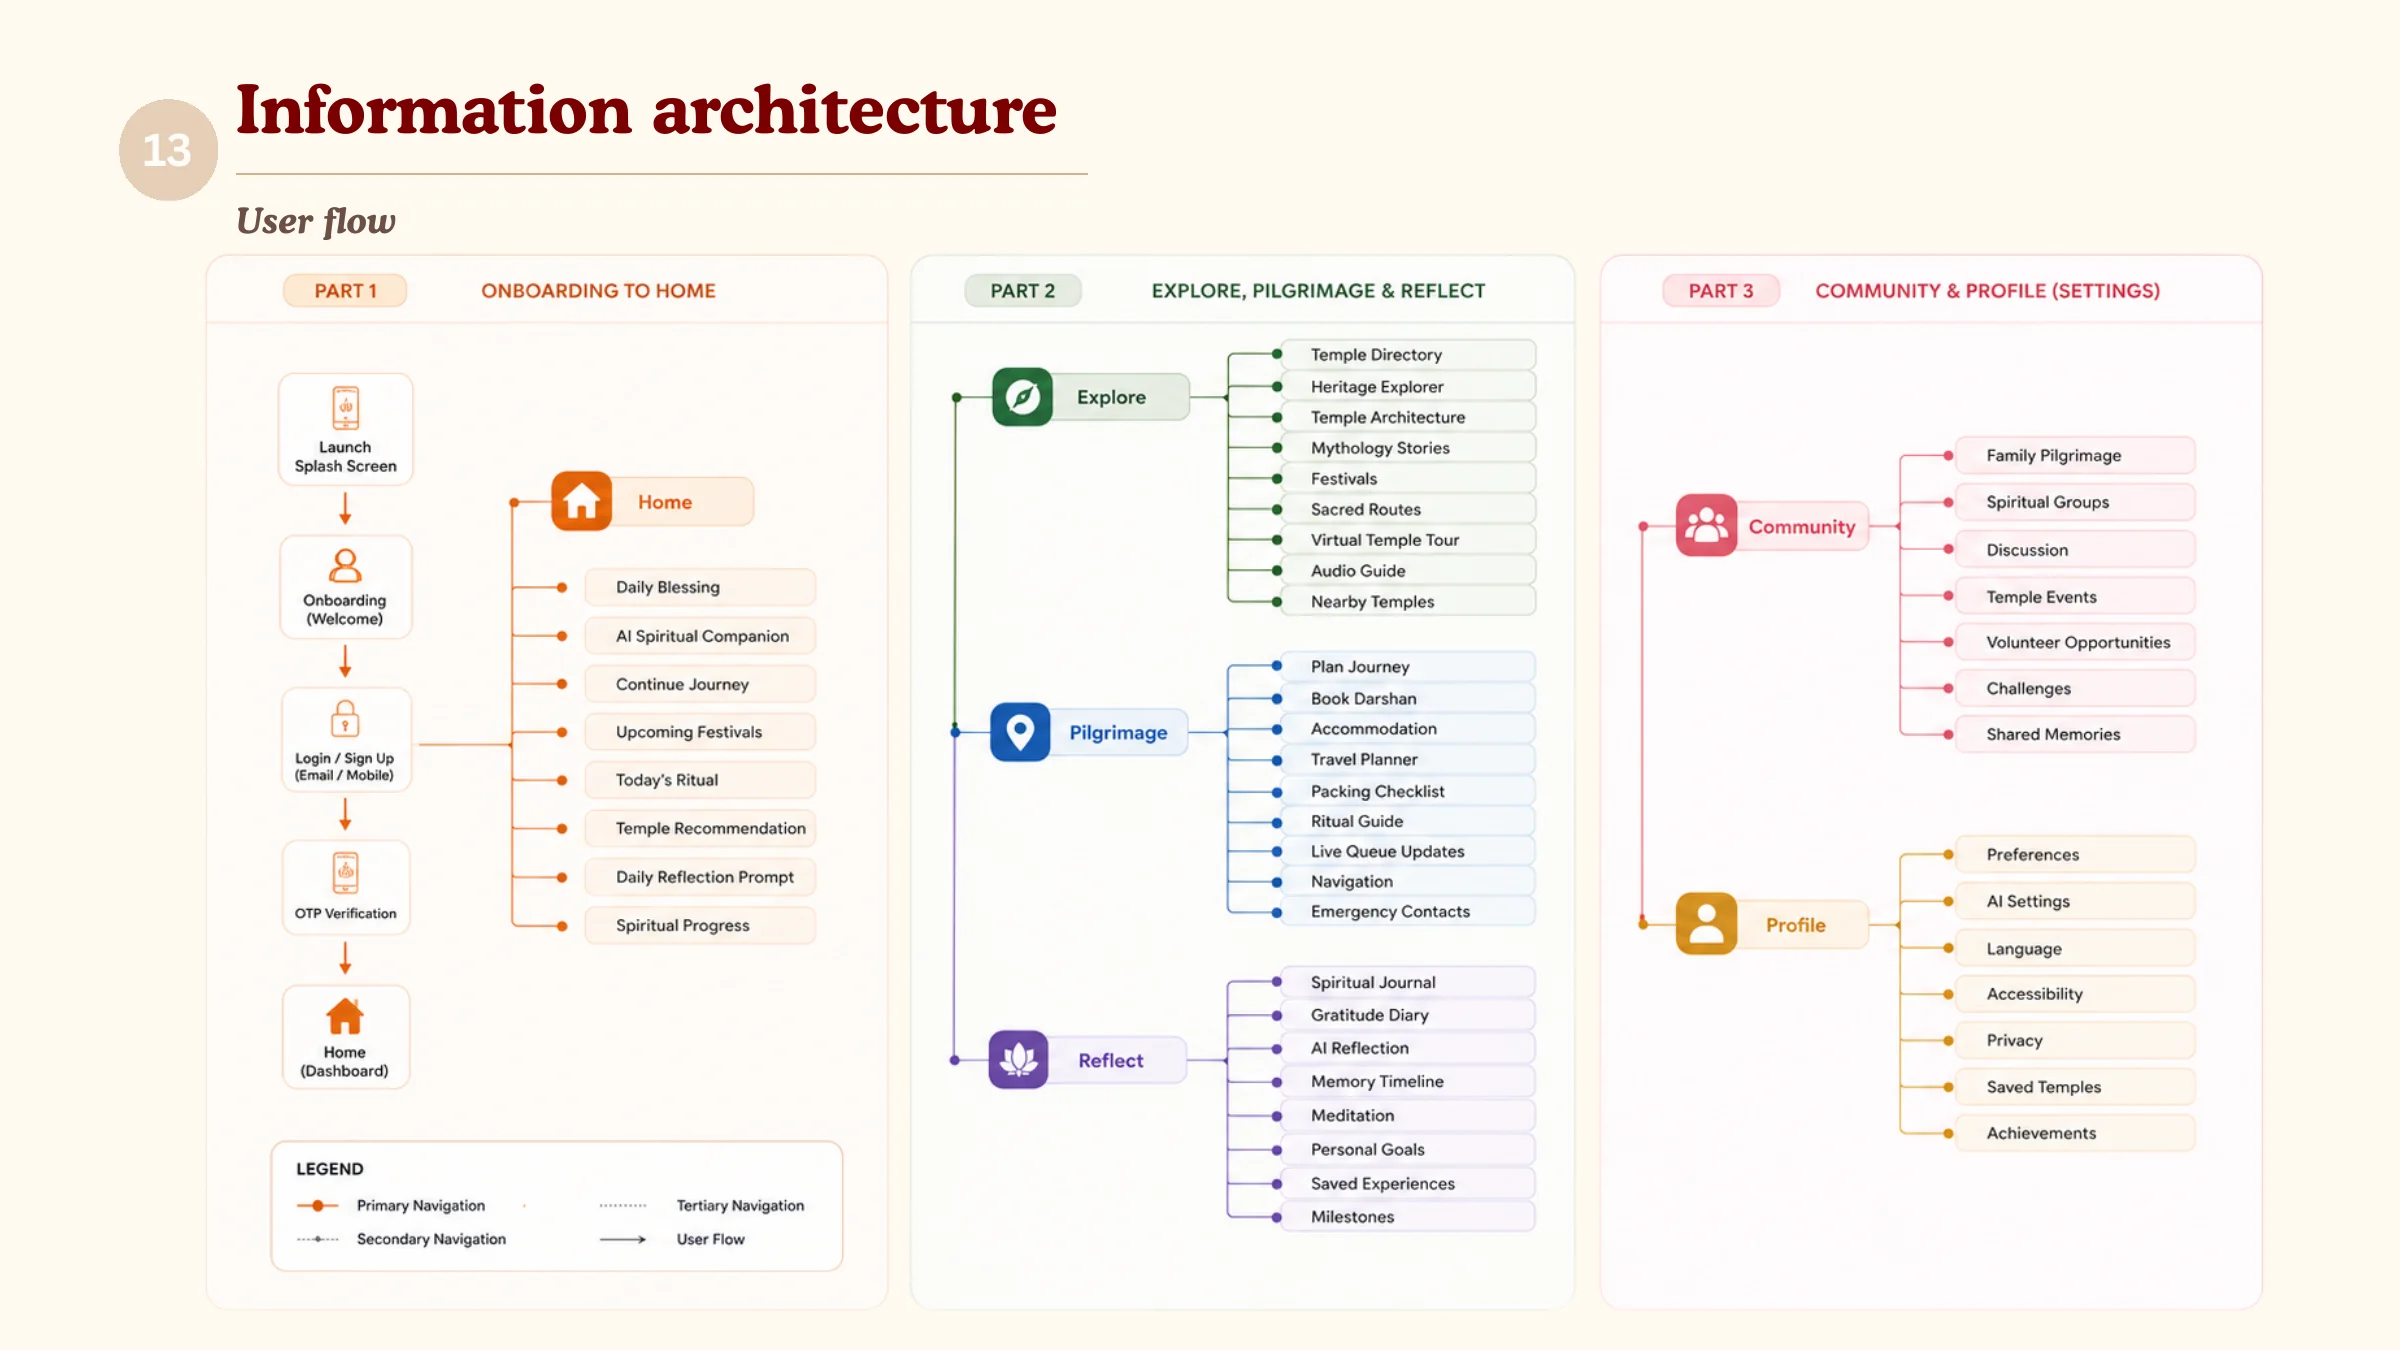 13
Information architecture
User flow
PART 1
ONBOARDING TO HOME
Launch
Splash Screen
Onboarding
(Welcome)
Login / Sign Up
(Email / Mobile)
OTP Verification
Home
(Dashboard)
Home
Daily Blessing
AI Spiritual Companion
Continue Journey
Upcoming Festivals
Today's Ritual
Temple Recommendation
Daily Reflection Prompt
Spiritual Progress
LEGEND
Primary Navigation
Tertiary Navigation
Secondary Navigation
User Flow
PART 2
EXPLORE, PILGRIMAGE & REFLECT
Explore
Temple Directory
Heritage Explorer
Temple Architecture
Mythology Stories
Festivals
Sacred Routes
Virtual Temple Tour
Audio Guide
Nearby Temples
Pilgrimage
Plan Journey
Book Darshan
Accommodation
Travel Planner
Packing Checklist
Ritual Guide
Live Queue Updates
Navigation
Emergency Contacts
Reflect
Spiritual Journal
Gratitude Diary
AI Reflection
Memory Timeline
Meditation
Personal Goals
Saved Experiences
Milestones
PART 3
COMMUNITY & PROFILE (SETTINGS)
Community
Family Pilgrimage
Spiritual Groups
Discussion
Temple Events
Volunteer Opportunities
Challenges
Shared Memories
Profile
Preferences
AI Settings
Language
Accessibility
Privacy
Saved Temples
Achievements